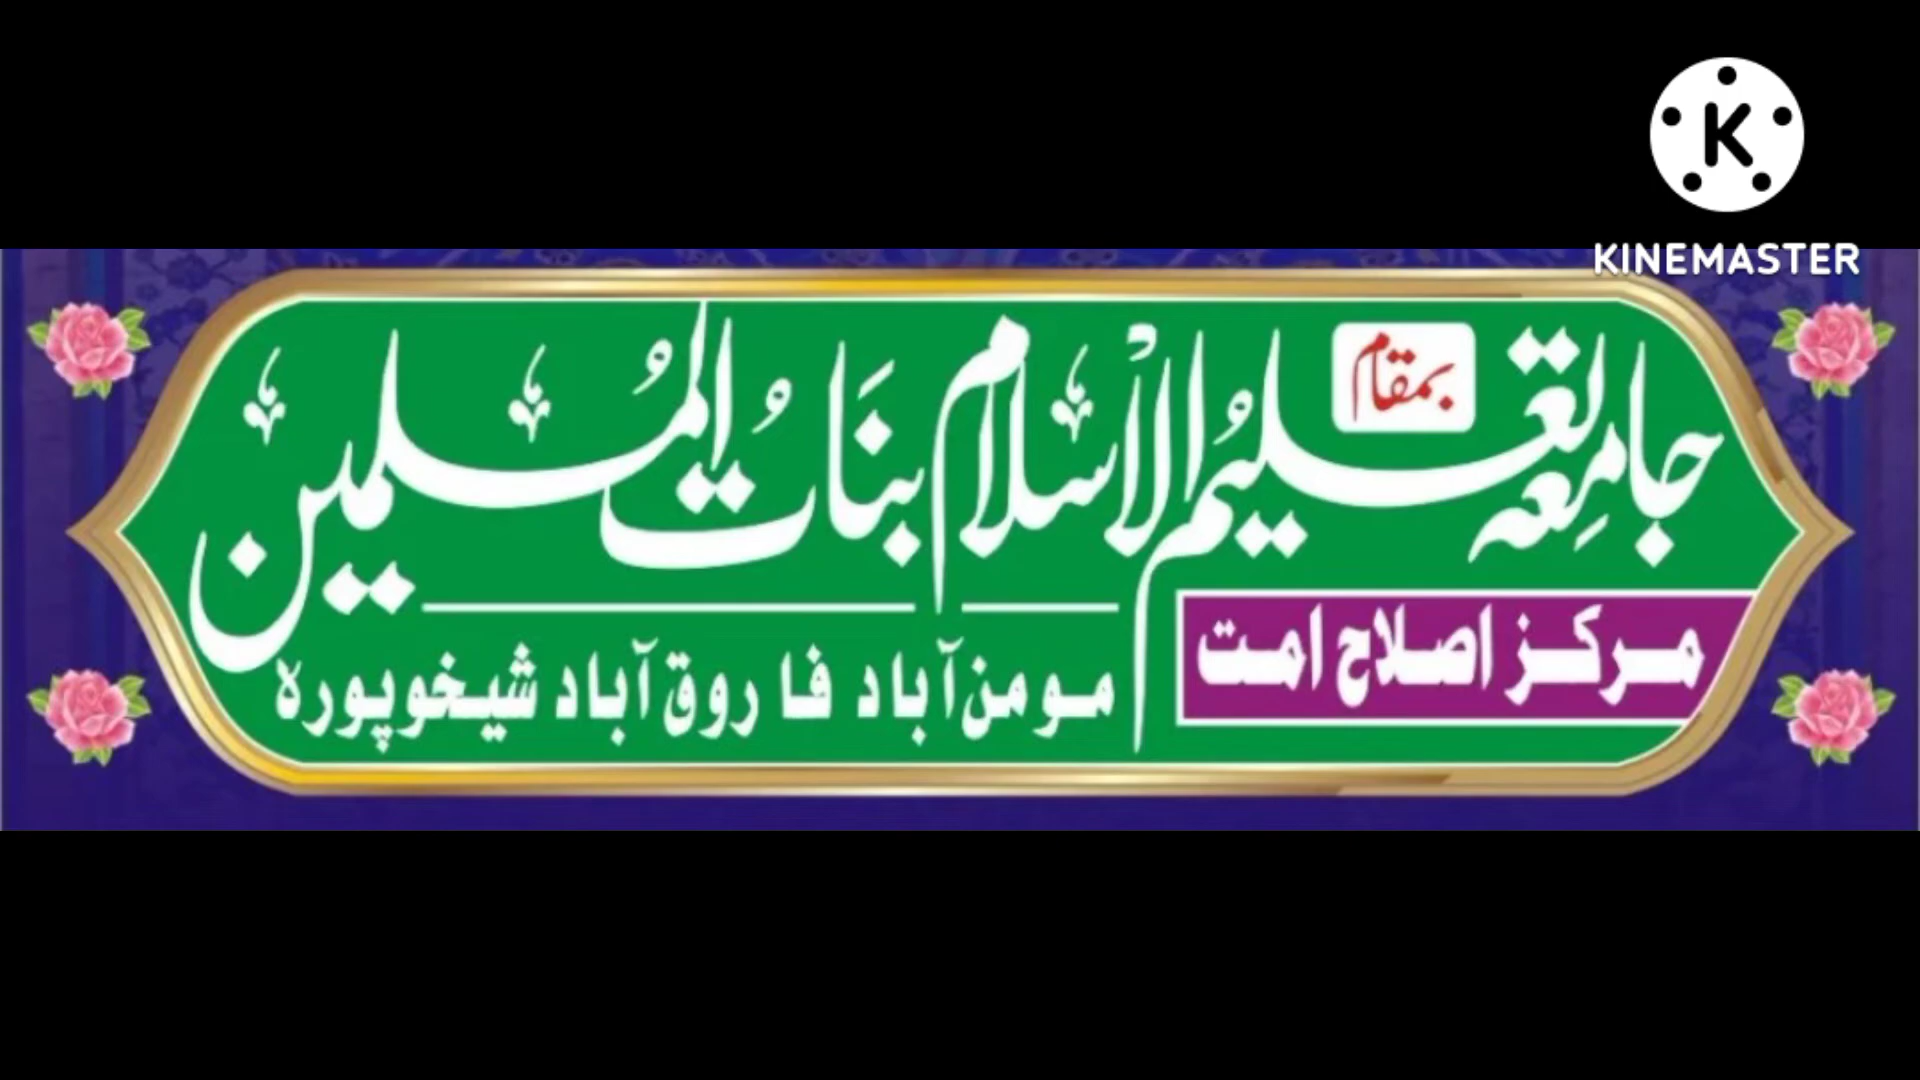 KINEMASTER
بمقام
جامعہ تعلیم الاسلام بنات المسلمین
مرکز اصلاح امت
مومن آباد فاروق آباد شیخوپورہ